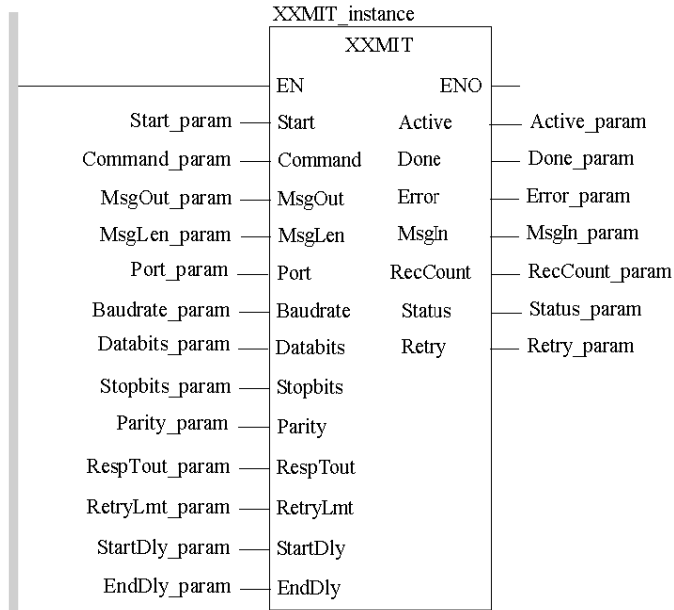 XXMIT_instance
XXMIT
EN ENO
Start_param Start Active Active_param
Command_param Command Done Done_param
MsgOut_param MsgOut Error Error_param
MsgLen_param MsgLen MsgIn MsgIn_param
Port_param Port RecCount RecCount_param
Baudrate_param Baudrate Status Status_param
Databits_param Databits Retry Retry_param
Stopbits_param Stopbits
Parity_param Parity
RespTout_param RespTout
RetryLmt_param RetryLmt
StartDly_param StartDly
EndDly_param EndDly